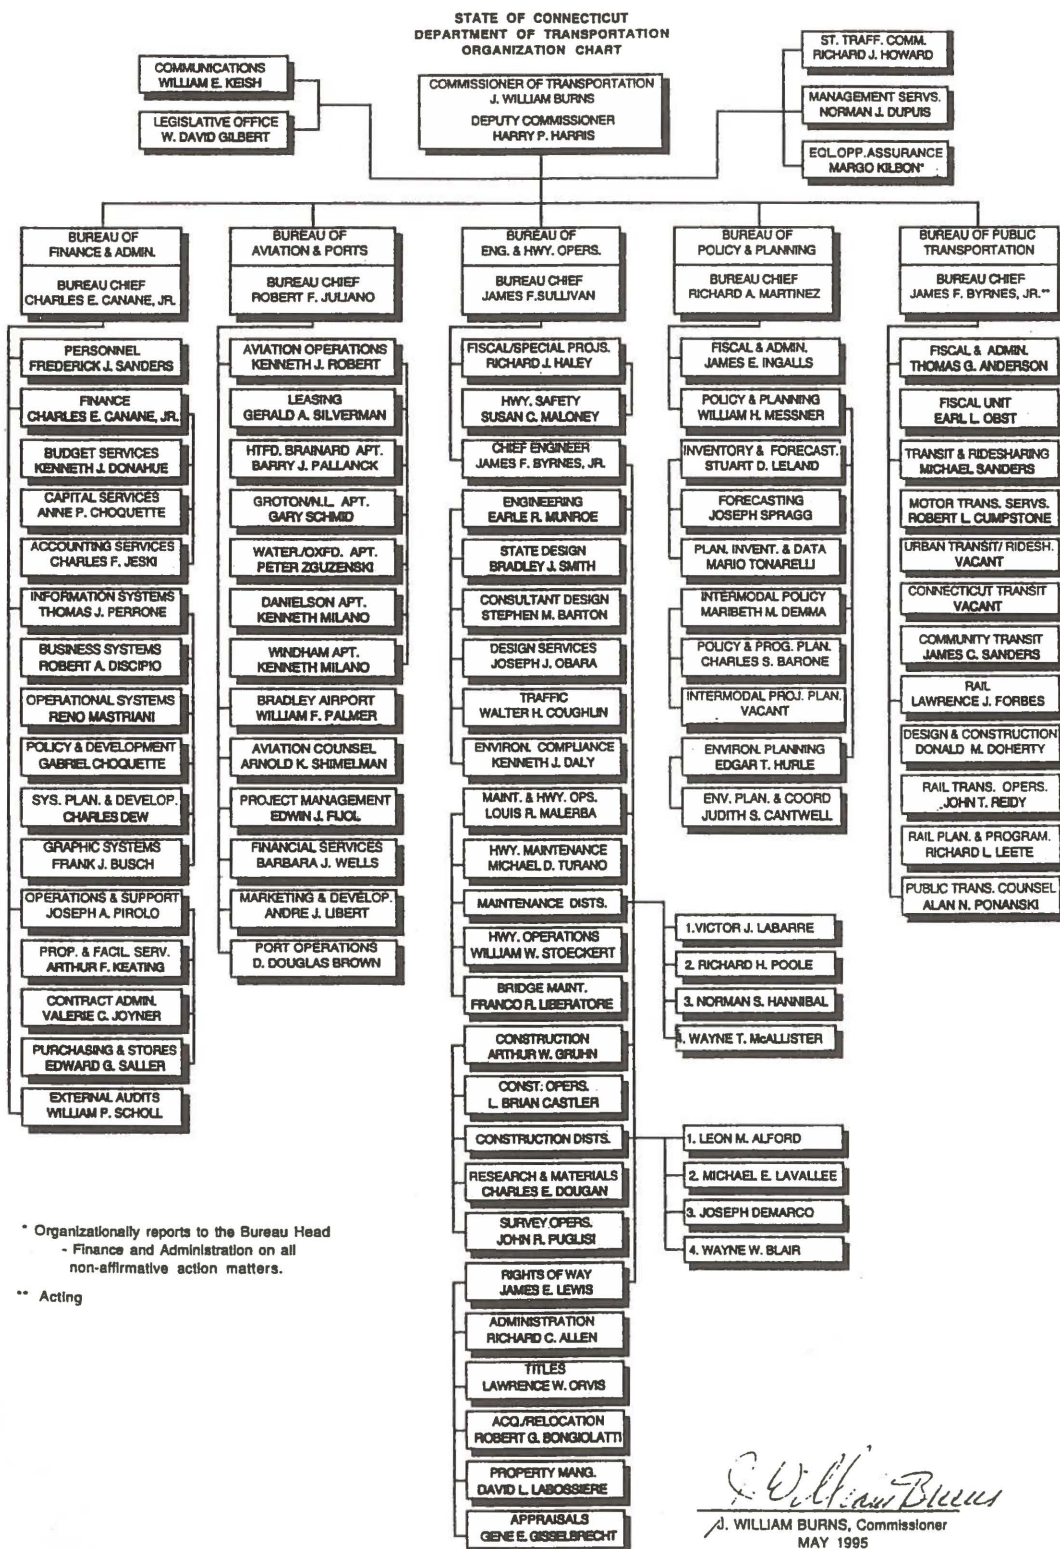 STATE OF CONNECTICUT
DEPARTMENT OF TRANSPORTATION
ORGANIZATION CHART
COMMUNICATIONS
WILLIAM E. KEISH
LEGISLATIVE OFFICE
W. DAVID GILBERT
COMMISSIONER OF TRANSPORTATION
J. WILLIAM BURNS
DEPUTY COMMISSIONER
HARRY P. HARRIS
ST. TRAFF. COMM.
RICHARD J. HOWARD
MANAGEMENT SERVS.
NORMAN J. DUPUIS
EQL.OPP.ASSURANCE
MARGO KILBON*
BUREAU OF
FINANCE & ADMIN.
BUREAU CHIEF
CHARLES E. CANANE, JR.
PERSONNEL
FREDERICK J. SANDERS
FINANCE
CHARLES E. CANANE, JR.
BUDGET SERVICES
KENNETH J. DONAHUE
CAPITAL SERVICES
ANNE P. CHOQUETTE
ACCOUNTING SERVICES
CHARLES F. JESKI
INFORMATION SYSTEMS
THOMAS J. PERRONE
BUSINESS SYSTEMS
ROBERT A. DISCIPIO
OPERATIONAL SYSTEMS
RENO MASTRIANI
POLICY & DEVELOPMENT
GABRIEL CHOQUETTE
SYS. PLAN. & DEVELOP.
CHARLES DEW
GRAPHIC SYSTEMS
FRANK J. BUSCH
OPERATIONS & SUPPORT
JOSEPH A. PIROLO
PROP. & FACIL. SERV.
ARTHUR F. KEATING
CONTRACT ADMIN.
VALERIE C. JOYNER
PURCHASING & STORES
EDWARD G. SALLER
EXTERNAL AUDITS
WILLIAM P. SCHOLL
BUREAU OF
AVIATION & PORTS
BUREAU CHIEF
ROBERT F. JULIANO
AVIATION OPERATIONS
KENNETH J. ROBERT
LEASING
GERALD A. SILVERMAN
HTFD. BRAINARD APT.
BARRY J. PALLANCK
GROTON/N.L. APT.
GARY SCHMID
WATER./OXFD. APT.
PETER ZGUZENSKI
DANIELSON APT.
KENNETH MILANO
WINDHAM APT.
KENNETH MILANO
BRADLEY AIRPORT
WILLIAM F. PALMER
AVIATION COUNSEL
ARNOLD K. SHIMELMAN
PROJECT MANAGEMENT
EDWIN J. FIJOL
FINANCIAL SERVICES
BARBARA J. WELLS
MARKETING & DEVELOP.
ANDRE J. LIBERT
PORT OPERATIONS
D. DOUGLAS BROWN
BUREAU OF
ENG. & HWY. OPERS.
BUREAU CHIEF
JAMES F.SULLIVAN
FISCAL/SPECIAL PROJS.
RICHARD J. HALEY
HWY. SAFETY
SUSAN C. MALONEY
CHIEF ENGINEER
JAMES F. BYRNES, JR.
ENGINEERING
EARLE R. MUNROE
STATE DESIGN
BRADLEY J. SMITH
CONSULTANT DESIGN
STEPHEN M. BARTON
DESIGN SERVICES
JOSEPH J. OBARA
TRAFFIC
WALTER H. COUGHLIN
ENVIRON. COMPLIANCE
KENNETH J. DALY
MAINT. & HWY. OPS.
LOUIS R. MALERBA
HWY. MAINTENANCE
MICHAEL D. TURANO
MAINTENANCE DISTS.
HWY. OPERATIONS
WILLIAM W. STOECKERT
BRIDGE MAINT.
FRANCO R. LIBERATORE
CONSTRUCTION
ARTHUR W. GRUHN
CONST: OPERS.
L. BRIAN CASTLER
CONSTRUCTION DISTS.
RESEARCH & MATERIALS
CHARLES E. DOUGAN
SURVEY OPERS.
JOHN R. PUGLISI
RIGHTS OF WAY
JAMES E. LEWIS
ADMINISTRATION
RICHARD C. ALLEN
TITLES
LAWRENCE W. ORVIS
ACQ./RELOCATION
ROBERT G. BONGIOLATTI
PROPERTY MANG.
DAVID L. LABOSSIERE
APPRAISALS
GENE E. GISSELBRECHT
1.VICTOR J. LABARRE
2. RICHARD H. POOLE
3. NORMAN S. HANNIBAL
4. WAYNE T. McALLISTER
1. LEON M. ALFORD
2. MICHAEL E. LAVALLEE
3. JOSEPH DEMARCO
4. WAYNE W. BLAIR
BUREAU OF
POLICY & PLANNING
BUREAU CHIEF
RICHARD A. MARTINEZ
FISCAL & ADMIN.
JAMES E. INGALLS
POLICY & PLANNING
WILLIAM H. MESSNER
INVENTORY & FORECAST.
STUART D. LELAND
FORECASTING
JOSEPH SPRAGG
PLAN. INVENT. & DATA
MARIO TONARELLI
INTERMODAL POLICY
MARIBETH M. DEMMA
POLICY & PROG. PLAN.
CHARLES S. BARONE
INTERMODAL PROJ. PLAN.
VACANT
ENVIRON. PLANNING
EDGAR T. HURLE
ENV. PLAN. & COORD
JUDITH S. CANTWELL
BUREAU OF PUBLIC
TRANSPORTATION
BUREAU CHIEF
JAMES F. BYRNES, JR.**
FISCAL & ADMIN.
THOMAS G. ANDERSON
FISCAL UNIT
EARL L. OBST
TRANSIT & RIDESHARING
MICHAEL SANDERS
MOTOR TRANS. SERVS.
ROBERT L. CUMPSTONE
URBAN TRANSIT/ RIDESH.
VACANT
CONNECTICUT TRANSIT
VACANT
COMMUNITY TRANSIT
JAMES C. SANDERS
RAIL
LAWRENCE J. FORBES
DESIGN & CONSTRUCTION
DONALD M. DOHERTY
RAIL TRANS. OPERS.
JOHN T. REIDY
RAIL PLAN. & PROGRAM.
RICHARD L. LEETE
PUBLIC TRANS. COUNSEL
ALAN N. PONANSKI
* Organizationally reports to the Bureau Head
- Finance and Administration on all
non-affirmative action matters.
** Acting
J. William Burns
J. WILLIAM BURNS, Commissioner
MAY 1995